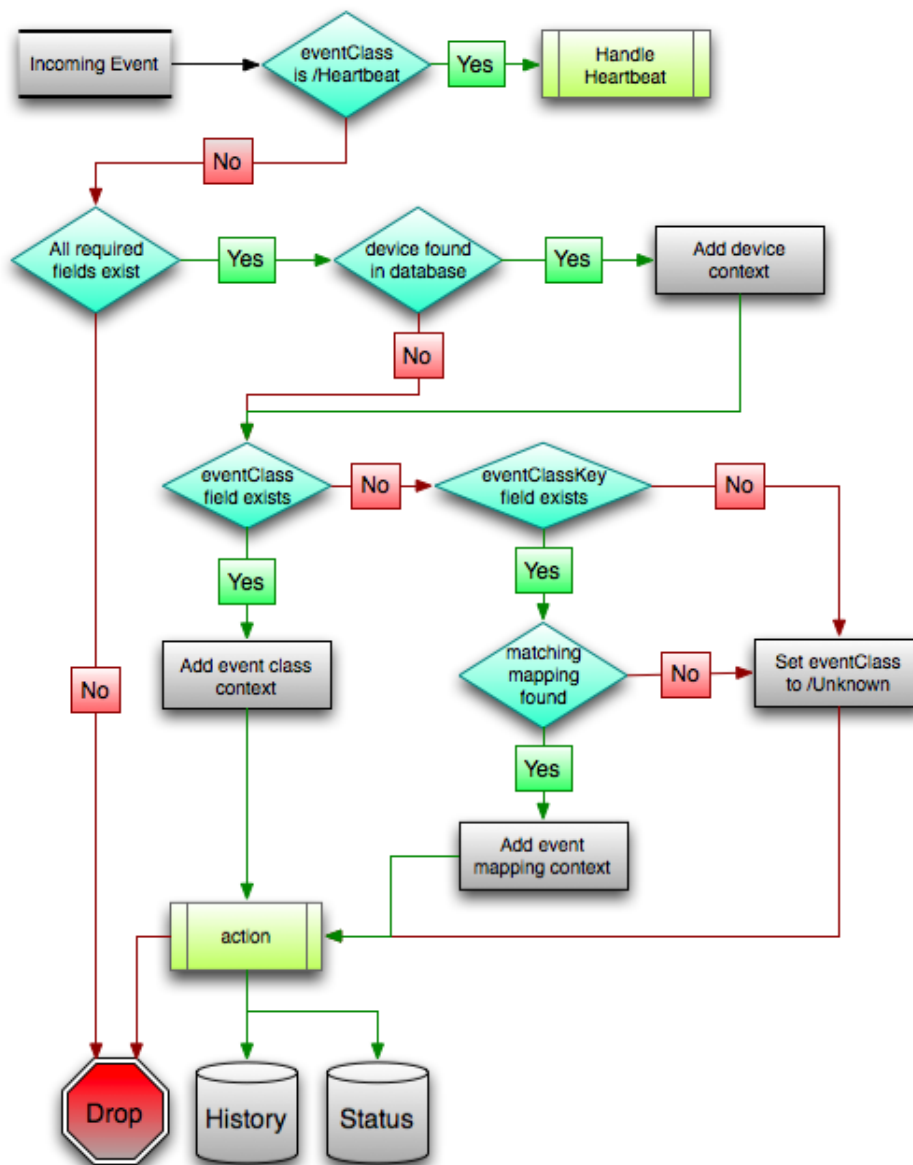 Incoming Event
eventClass
is /Heartbeat
Yes
Handle
Heartbeat
No
All required
fields exist
Yes
device found
in database
Yes
Add device
context
No
eventClass
field exists
No
eventClassKey
field exists
No
Yes
Yes
Add event class
context
matching
mapping
found
No
Set eventClass
to /Unknown
No
Yes
Add event
mapping context
action
Drop
History
Status